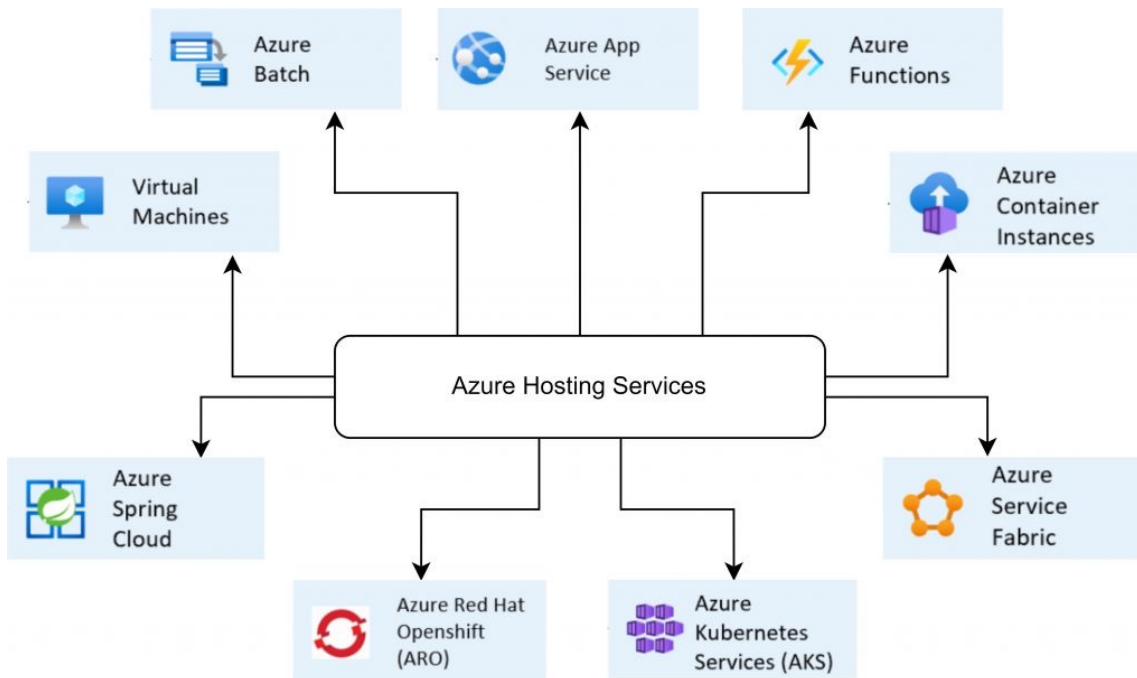 Azure
Batch
Azure App
Service
Azure
Functions
Virtual
Machines
Azure
Container
Instances
Azure Hosting Services
Azure
Spring
Cloud
Azure
Service
Fabric
Azure Red Hat
Openshift
(ARO)
Azure
Kubernetes
Services (AKS)